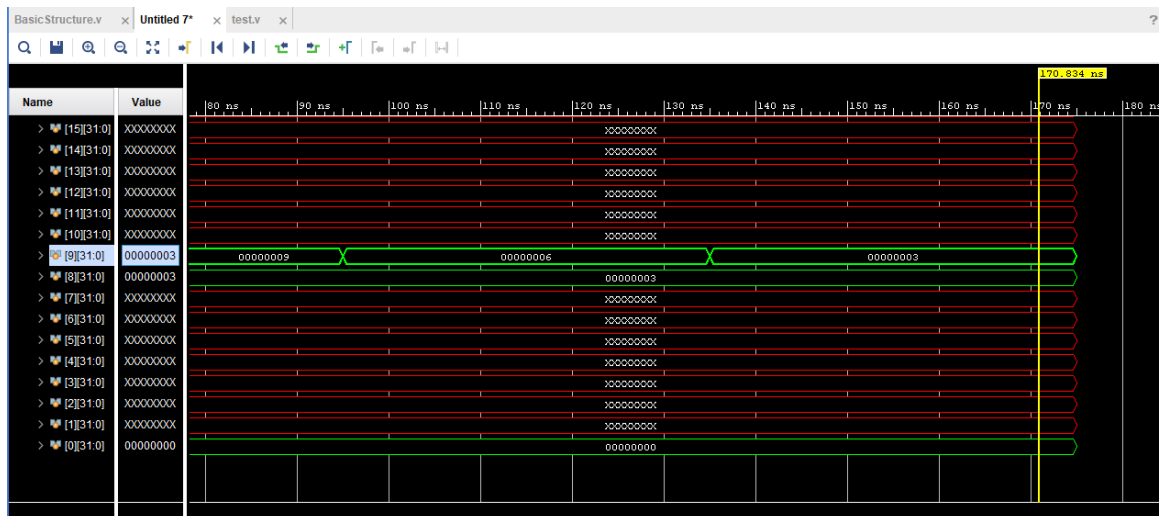 BasicStructure.v × Untitled 7* × test.v × ?
170.834 ns
Name Value 80 ns 90 ns 100 ns 110 ns 120 ns 130 ns 140 ns 150 ns 160 ns 170 ns 180 ns
> [15][31:0] XXXXXXXX XXXXXXXX
> [14][31:0] XXXXXXXX XXXXXXXX
> [13][31:0] XXXXXXXX XXXXXXXX
> [12][31:0] XXXXXXXX XXXXXXXX
> [11][31:0] XXXXXXXX XXXXXXXX
> [10][31:0] XXXXXXXX XXXXXXXX
> [9][31:0] 00000003 00000009 00000006 00000003
> [8][31:0] 00000003 00000003
> [7][31:0] XXXXXXXX XXXXXXXX
> [6][31:0] XXXXXXXX XXXXXXXX
> [5][31:0] XXXXXXXX XXXXXXXX
> [4][31:0] XXXXXXXX XXXXXXXX
> [3][31:0] XXXXXXXX XXXXXXXX
> [2][31:0] XXXXXXXX XXXXXXXX
> [1][31:0] XXXXXXXX XXXXXXXX
> [0][31:0] 00000000 00000000